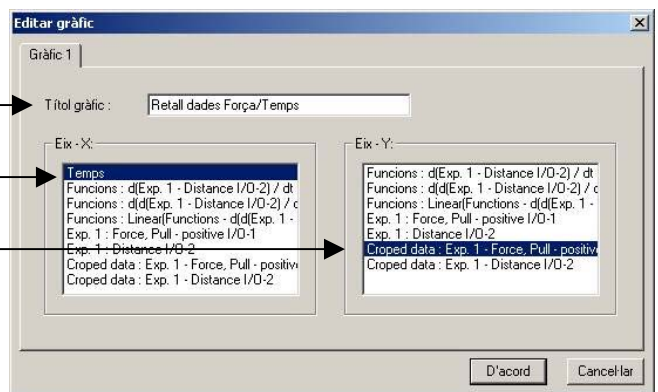 Editar gràfic
Gràfic 1
Títol gràfic :
Retall dades Força/Temps
Eix - X:
Temps
Funcions : d(Exp. 1 - Distance I/O-2) / dt
Funcions : d(d(Exp. 1 - Distance I/O-2) / d
Funcions : Linear(Functions - d(d(Exp. 1 -
Exp. 1 : Force, Pull - positive I/O-1
Exp. 1 : Distance I/O-2
Croped data : Exp. 1 - Force, Pull - positive
Croped data : Exp. 1 - Distance I/O-2
Eix - Y:
Funcions : d(Exp. 1 - Distance I/O-2) / dt
Funcions : d(d(Exp. 1 - Distance I/O-2) / d
Funcions : Linear(Functions - d(d(Exp. 1 -
Exp. 1 : Force, Pull - positive I/O-1
Exp. 1 : Distance I/O-2
Croped data : Exp. 1 - Force, Pull - positive
Croped data : Exp. 1 - Distance I/O-2
D'acord
Cancel·lar